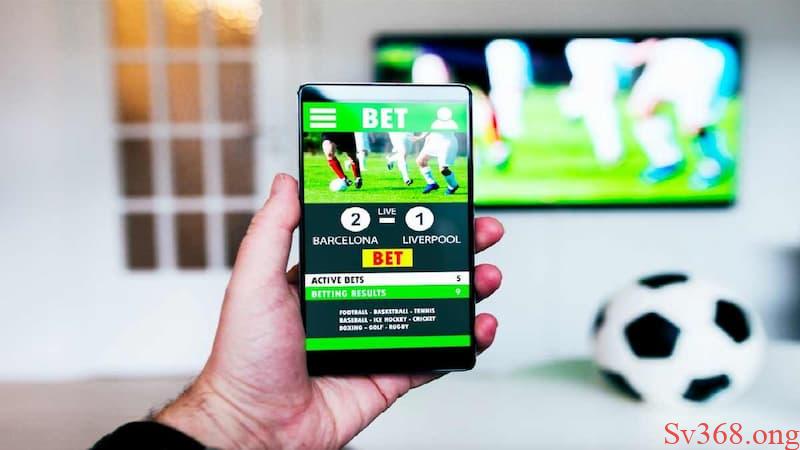 BET
LIVE
2 - 1
BARCELONA LIVERPOOL
BET
ACTIVE BETS 5
BETTING RESULTS 9
FOOTBALL - BASKETBALL - TENNIS
BASEBALL - ICE HOCKEY - CRICKET
BOXING - GOLF - RUGBY
Sv368.ong